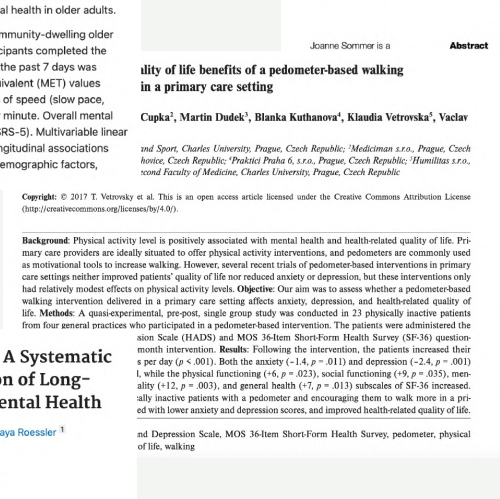 al health in older adults.
mmunity-dwelling older
cipants completed the
the past 7 days was
ivalent (MET) values
of speed (slow pace,
minute. Overall mental
SRS-5). Multivariable linear
ngitudinal associations
emographic factors,
Joanne Sommer is a
Abstract
lity of life benefits of a pedometer-based walking
in a primary care setting
Cupka², Martin Dudek³, Blanka Kuthanova⁴, Klaudia Vetrovska⁵, Vaclav
and Sport, Charles University, Prague, Czech Republic; ²Mediciman s.r.o., Prague, Czech
hovice, Czech Republic; ⁴Praktici Praha 6, s.r.o., Prague, Czech Republic; ⁵Humilitas s.r.o.,
econd Faculty of Medicine, Charles University, Prague, Czech Republic
Copyright: © 2017 T. Vetrovsky et al. This is an open access article licensed under the Creative Commons Attribution License
(http://creativecommons.org/licenses/by/4.0/).
Background: Physical activity level is positively associated with mental health and health-related quality of life. Pri-
mary care providers are ideally situated to offer physical activity interventions, and pedometers are commonly used
as motivational tools to increase walking. However, several recent trials of pedometer-based interventions in primary
care settings neither improved patients' quality of life nor reduced anxiety or depression, but these interventions only
had relatively modest effects on physical activity levels. Objective: Our aim was to assess whether a pedometer-based
walking intervention delivered in a primary care setting affects anxiety, depression, and health-related quality of
life. Methods: A quasi-experimental, pre-post, single group study was conducted in 23 physically inactive patients
from four general practices who participated in a pedometer-based intervention. The patients were administered the
sion Scale (HADS) and MOS 36-Item Short-Form Health Survey (SF-36) question-
month intervention. Results: Following the intervention, the patients increased their
s per day (p < .001). Both the anxiety (−1.4, p = .011) and depression (−2.4, p = .001)
l, while the physical functioning (+6, p = .023), social functioning (+9, p = .035), men-
ality (+12, p = .003), and general health (+7, p = .013) subscales of SF-36 increased.
ally inactive patients with a pedometer and encouraging them to walk more in a pri-
ed with lower anxiety and depression scores, and improved health-related quality of life.
A Systematic
on of Long-
ental Health
aya Roessler ¹
nd Depression Scale, MOS 36-Item Short-Form Health Survey, pedometer, physical
of life, walking